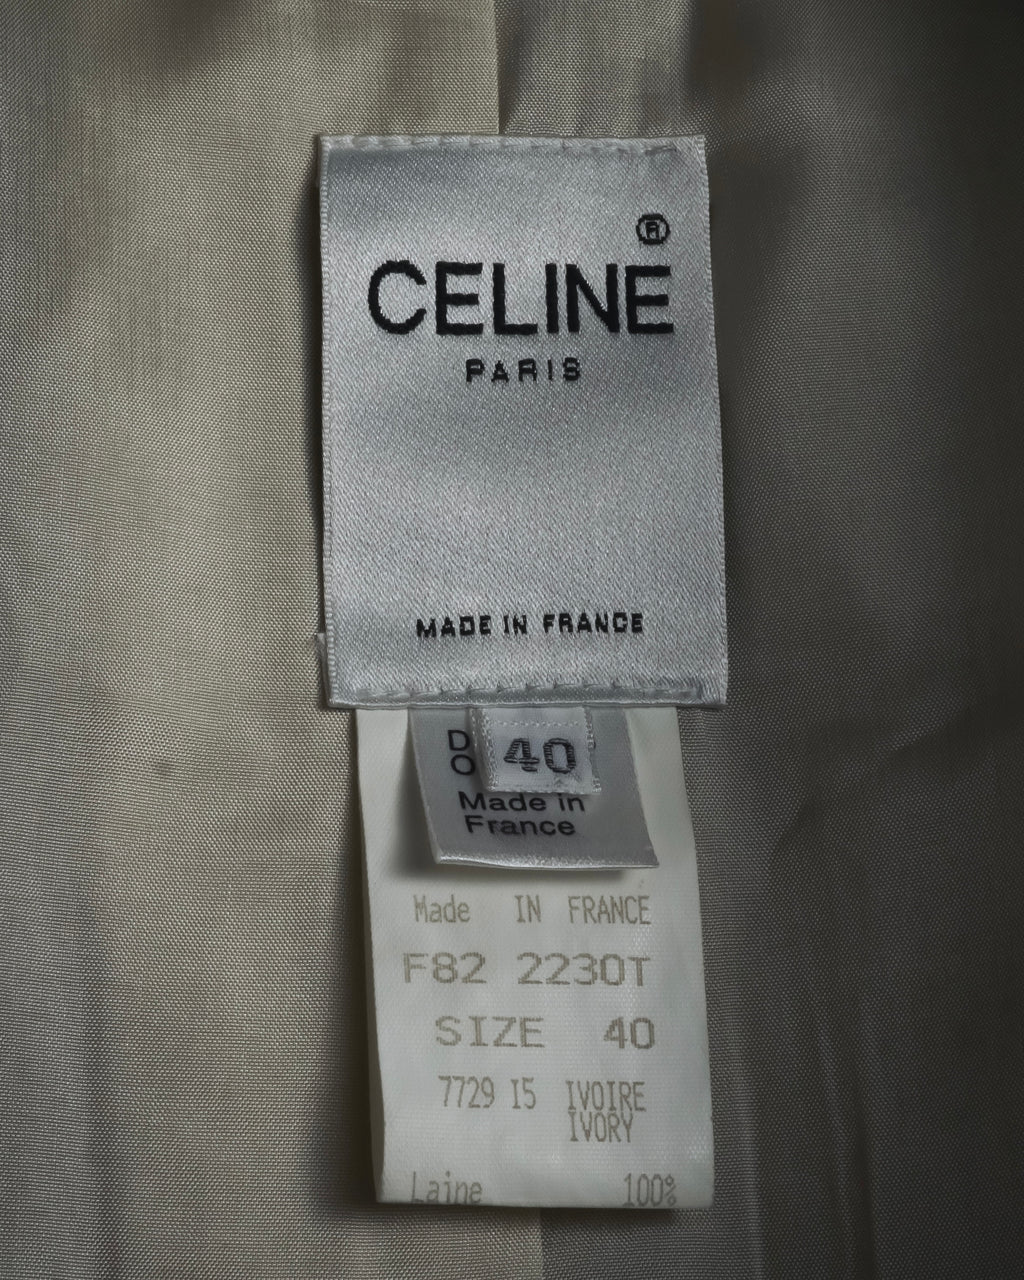 ®
CELINE
PARIS
MADE IN FRANCE
40
Made in
France
Made IN FRANCE
F82 2230T
SIZE 40
7729 I5 IVOIRE
IVORY
Laine 100%